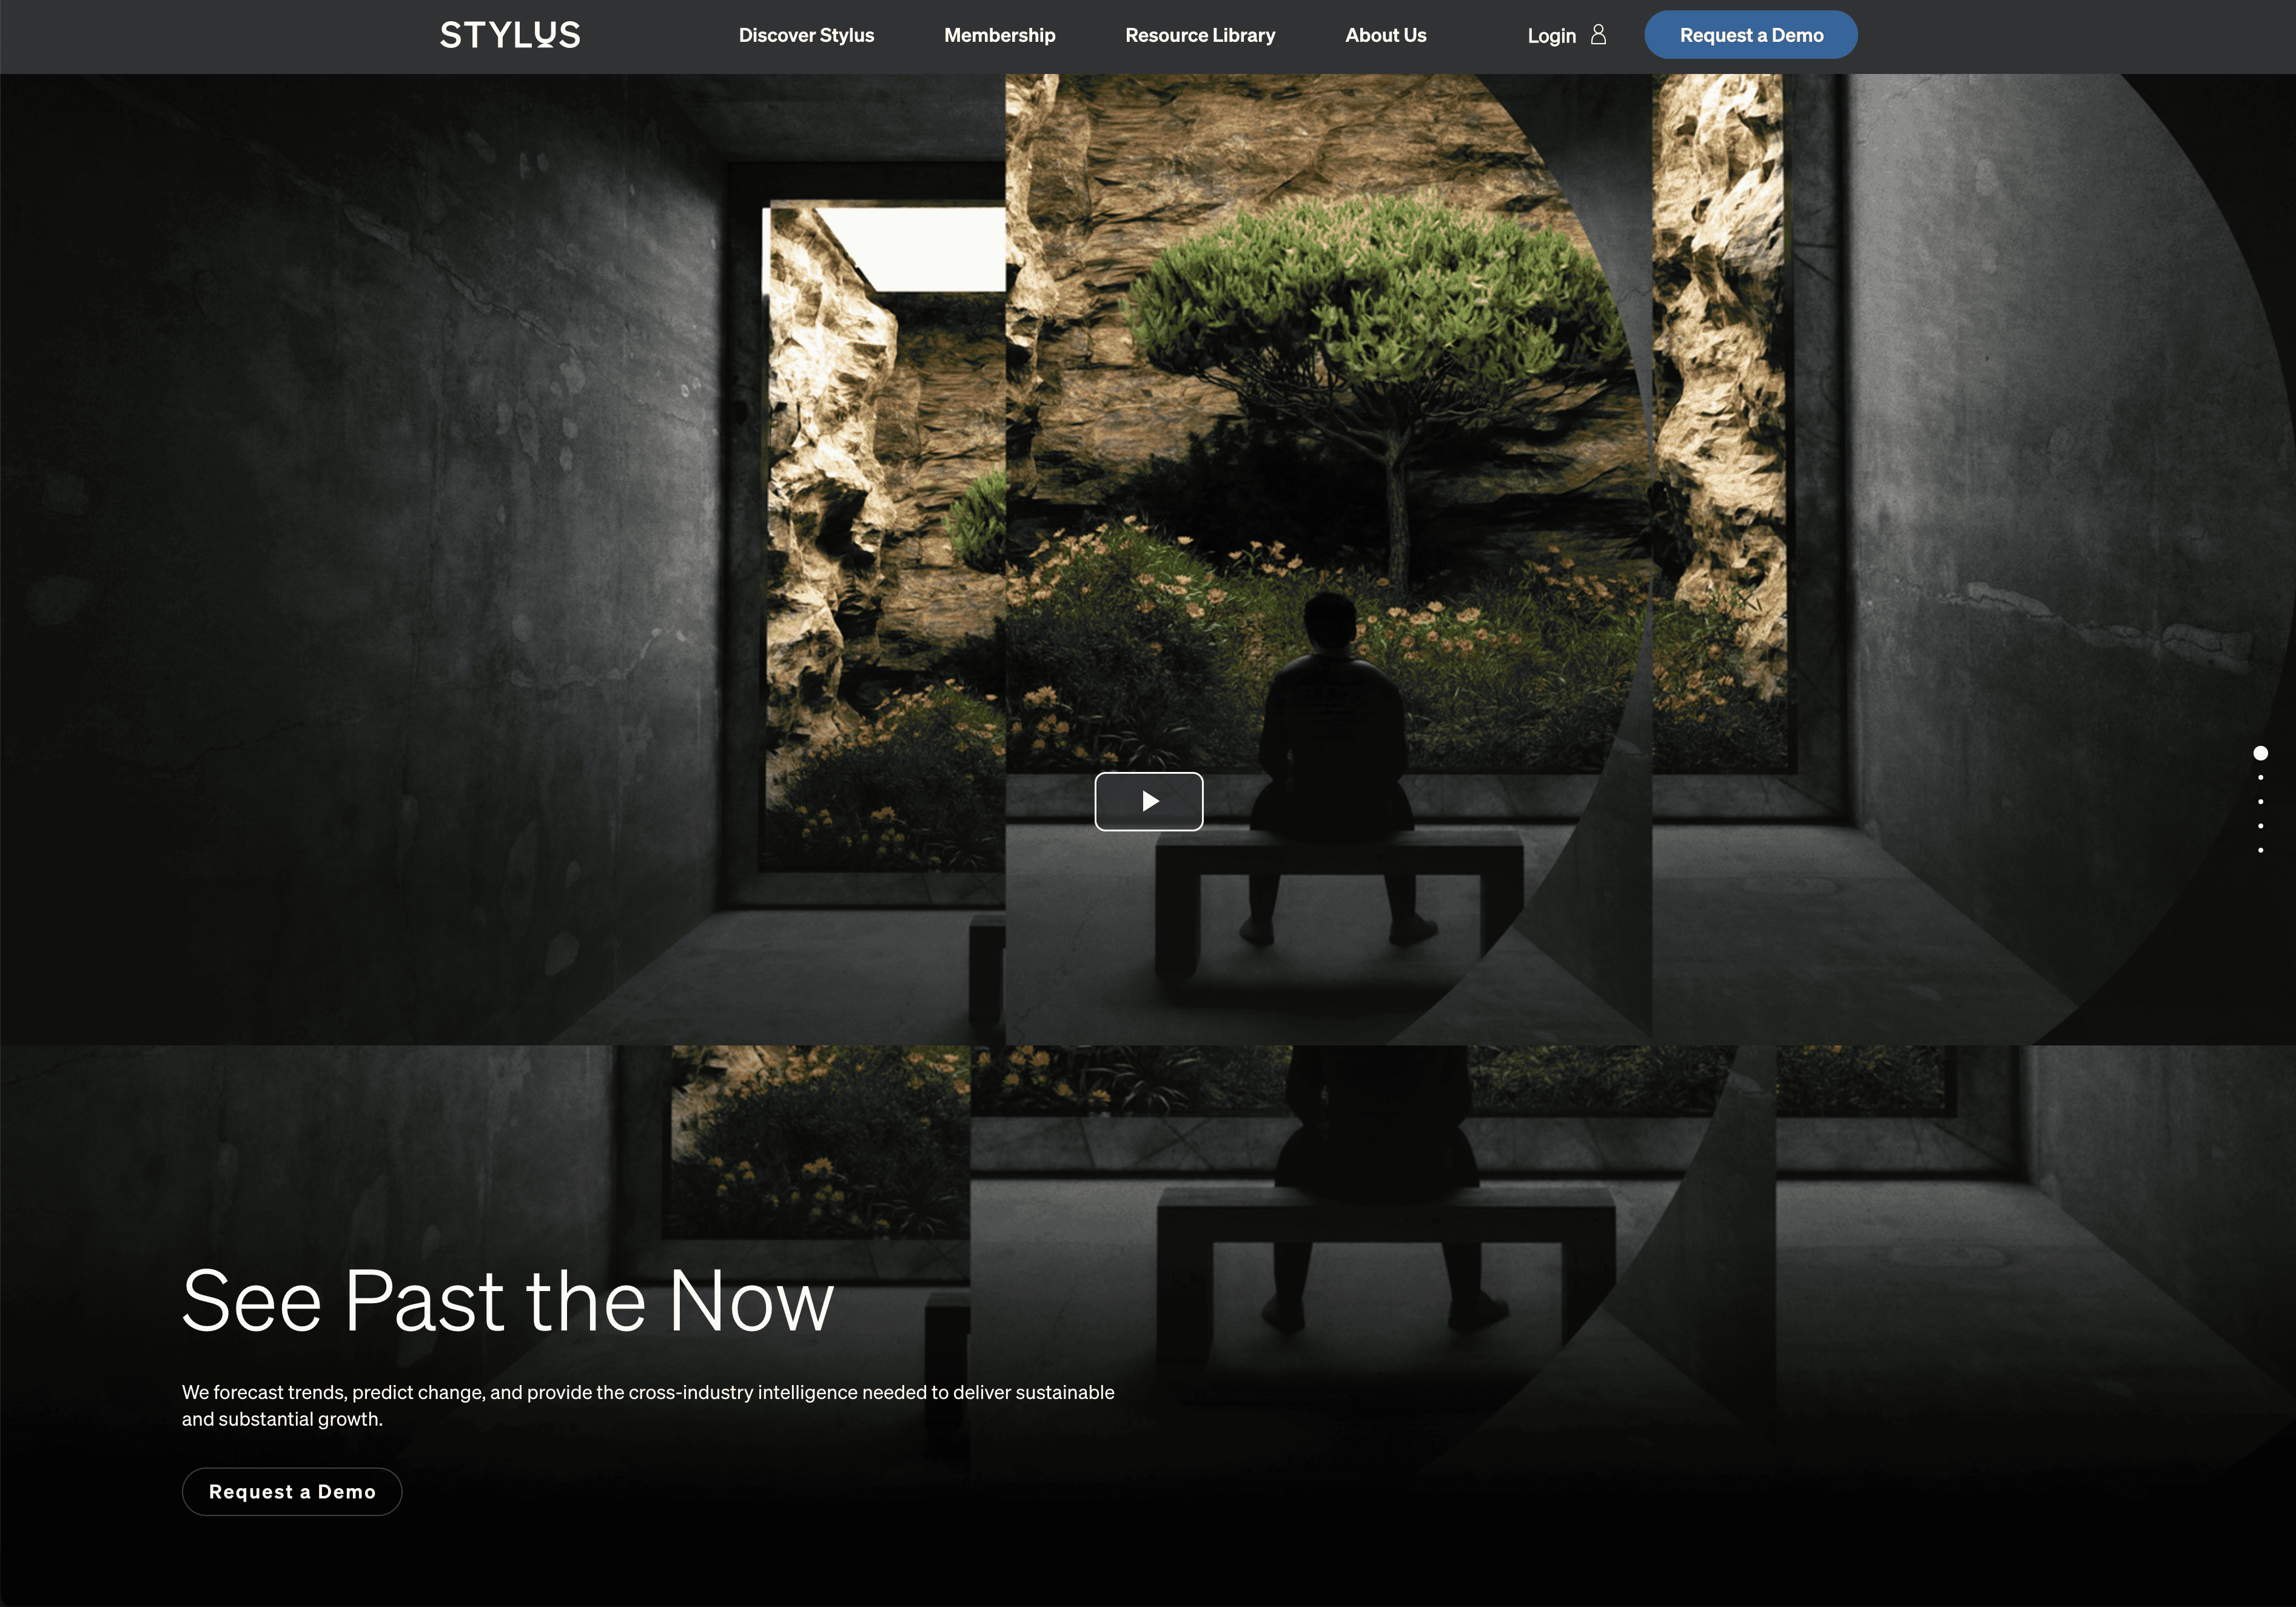 STYLUS
Discover Stylus
Membership
Resource Library
About Us
Login
Request a Demo
See Past the Now
We forecast trends, predict change, and provide the cross-industry intelligence needed to deliver sustainable
and substantial growth.
Request a Demo